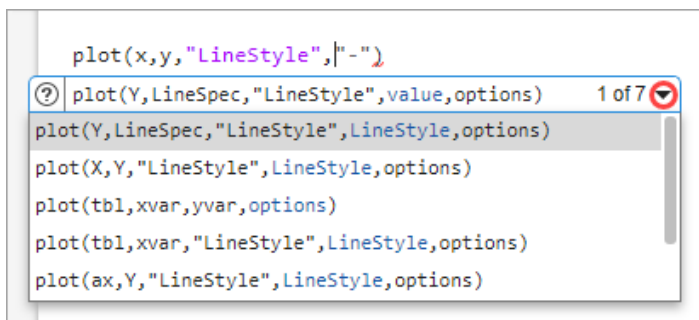 plot(x,y,"LineStyle","-")
? plot(Y,LineSpec,"LineStyle",value,options) 1 of 7
plot(Y,LineSpec,"LineStyle",LineStyle,options)
plot(X,Y,"LineStyle",LineStyle,options)
plot(tbl,xvar,yvar,options)
plot(tbl,xvar,"LineStyle",LineStyle,options)
plot(ax,Y,"LineStyle",LineStyle,options)